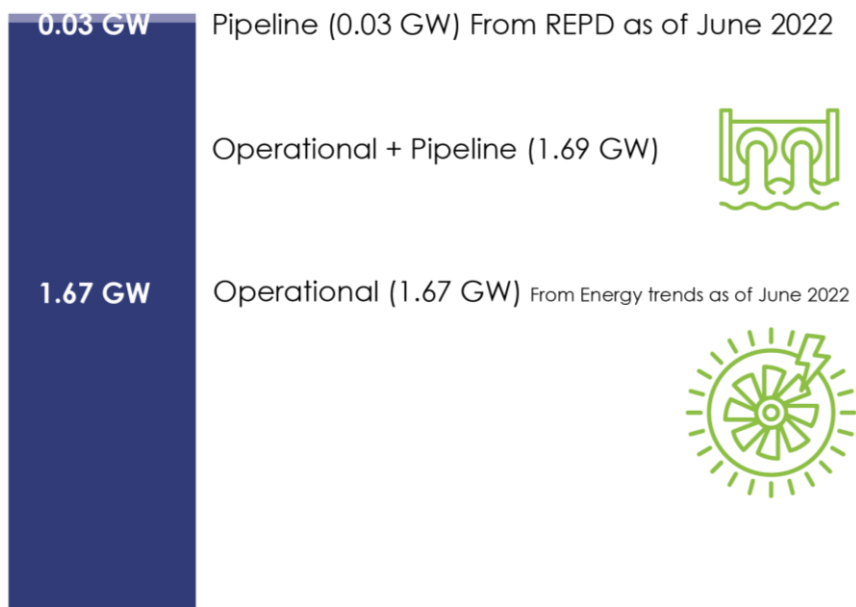 0.03 GW Pipeline (0.03 GW) From REPD as of June 2022
Operational + Pipeline (1.69 GW)
1.67 GW Operational (1.67 GW) From Energy trends as of June 2022